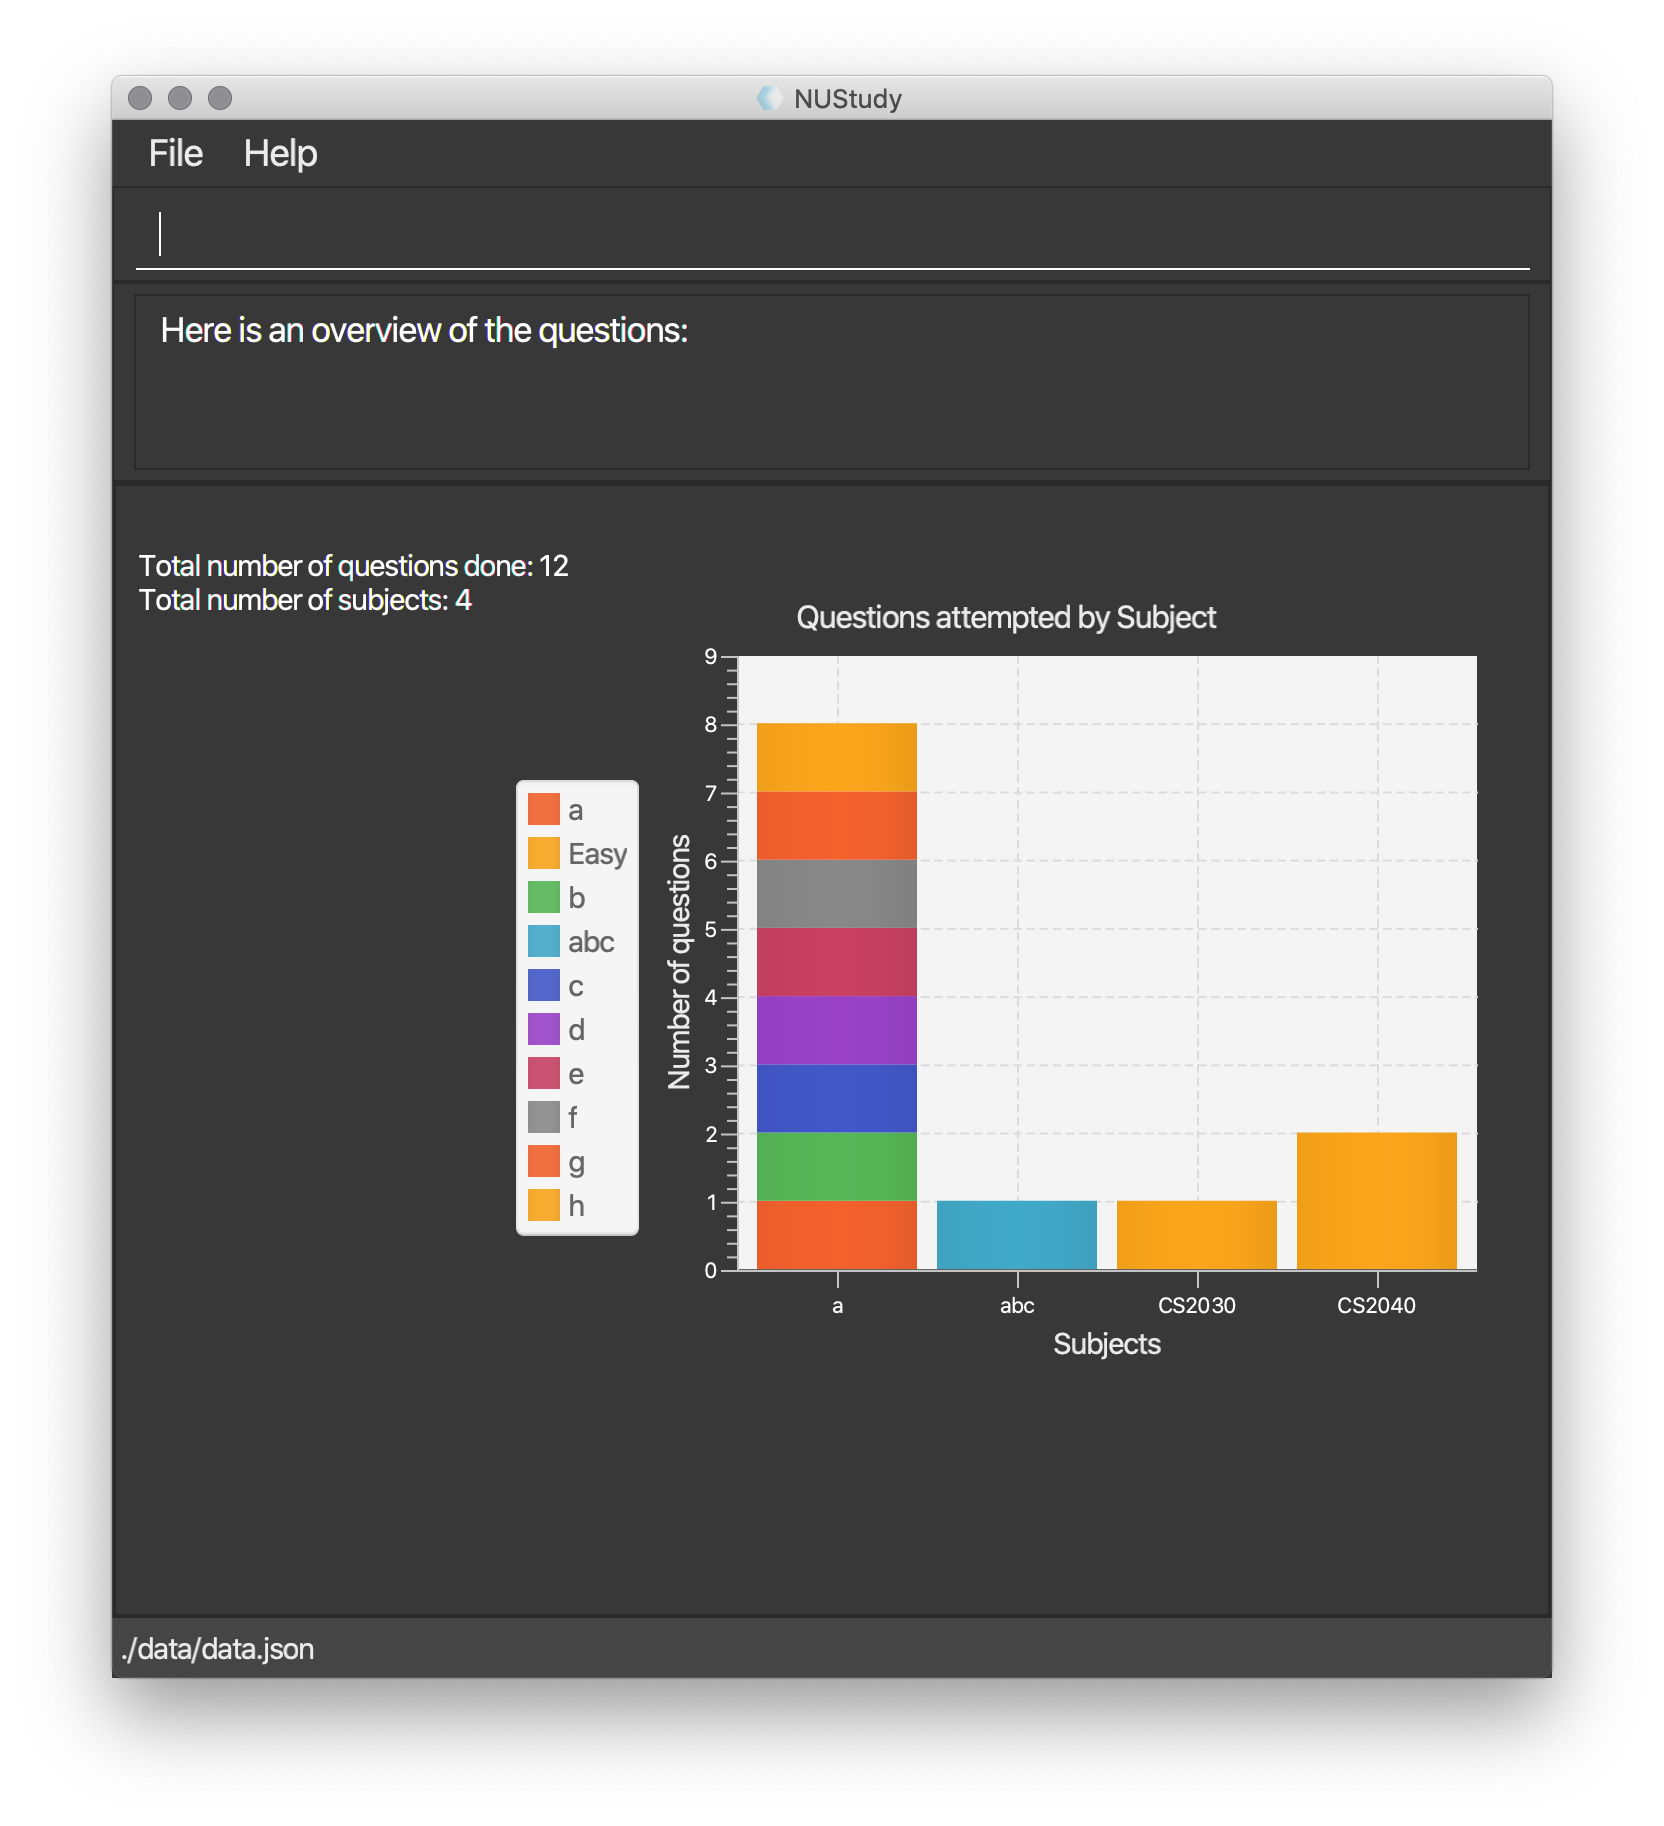 NUStudy
File Help
Here is an overview of the questions:
Total number of questions done: 12
Total number of subjects: 4
Questions attempted by Subject
a
Easy
b
abc
c
d
e
f
g
h
Number of questions
9
8
7
6
5
4
3
2
1
0
a abc CS2030 CS2040
Subjects
./data/data.json